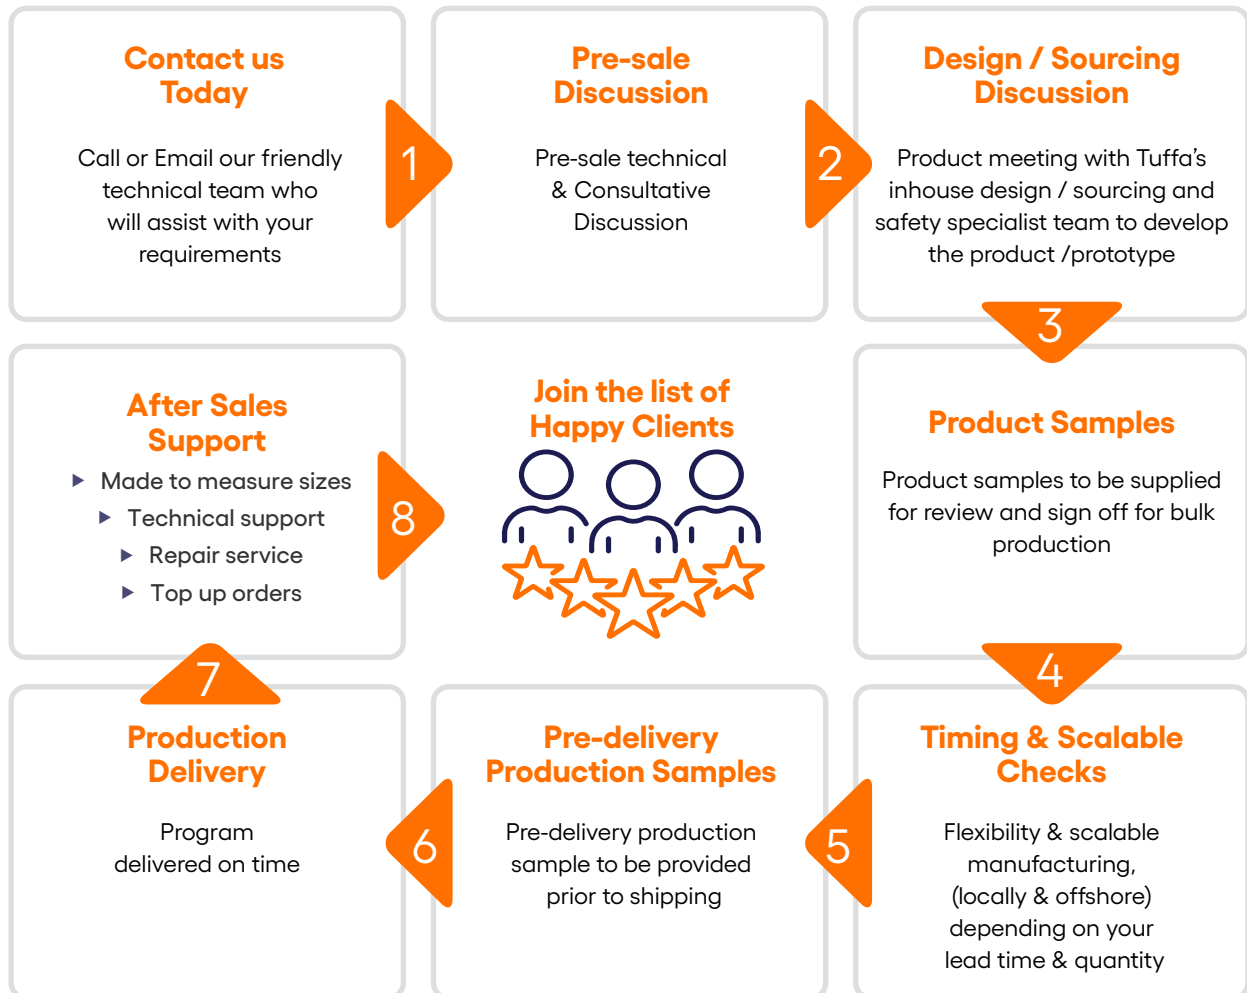 Contact us
Today
Call or Email our friendly
technical team who
will assist with your
requirements
1
Pre-sale
Discussion
Pre-sale technical
& Consultative
Discussion
2
Design / Sourcing
Discussion
Product meeting with Tuffa’s
inhouse design / sourcing and
safety specialist team to develop
the product /prototype
3
Product Samples
Product samples to be supplied
for review and sign off for bulk
production
4
Timing & Scalable
Checks
Flexibility & scalable
manufacturing,
(locally & offshore)
depending on your
lead time & quantity
5
Pre-delivery
Production Samples
Pre-delivery production
sample to be provided
prior to shipping
6
Production
Delivery
Program
delivered on time
7
After Sales
Support
Made to measure sizes
Technical support
Repair service
Top up orders
8
Join the list of
Happy Clients